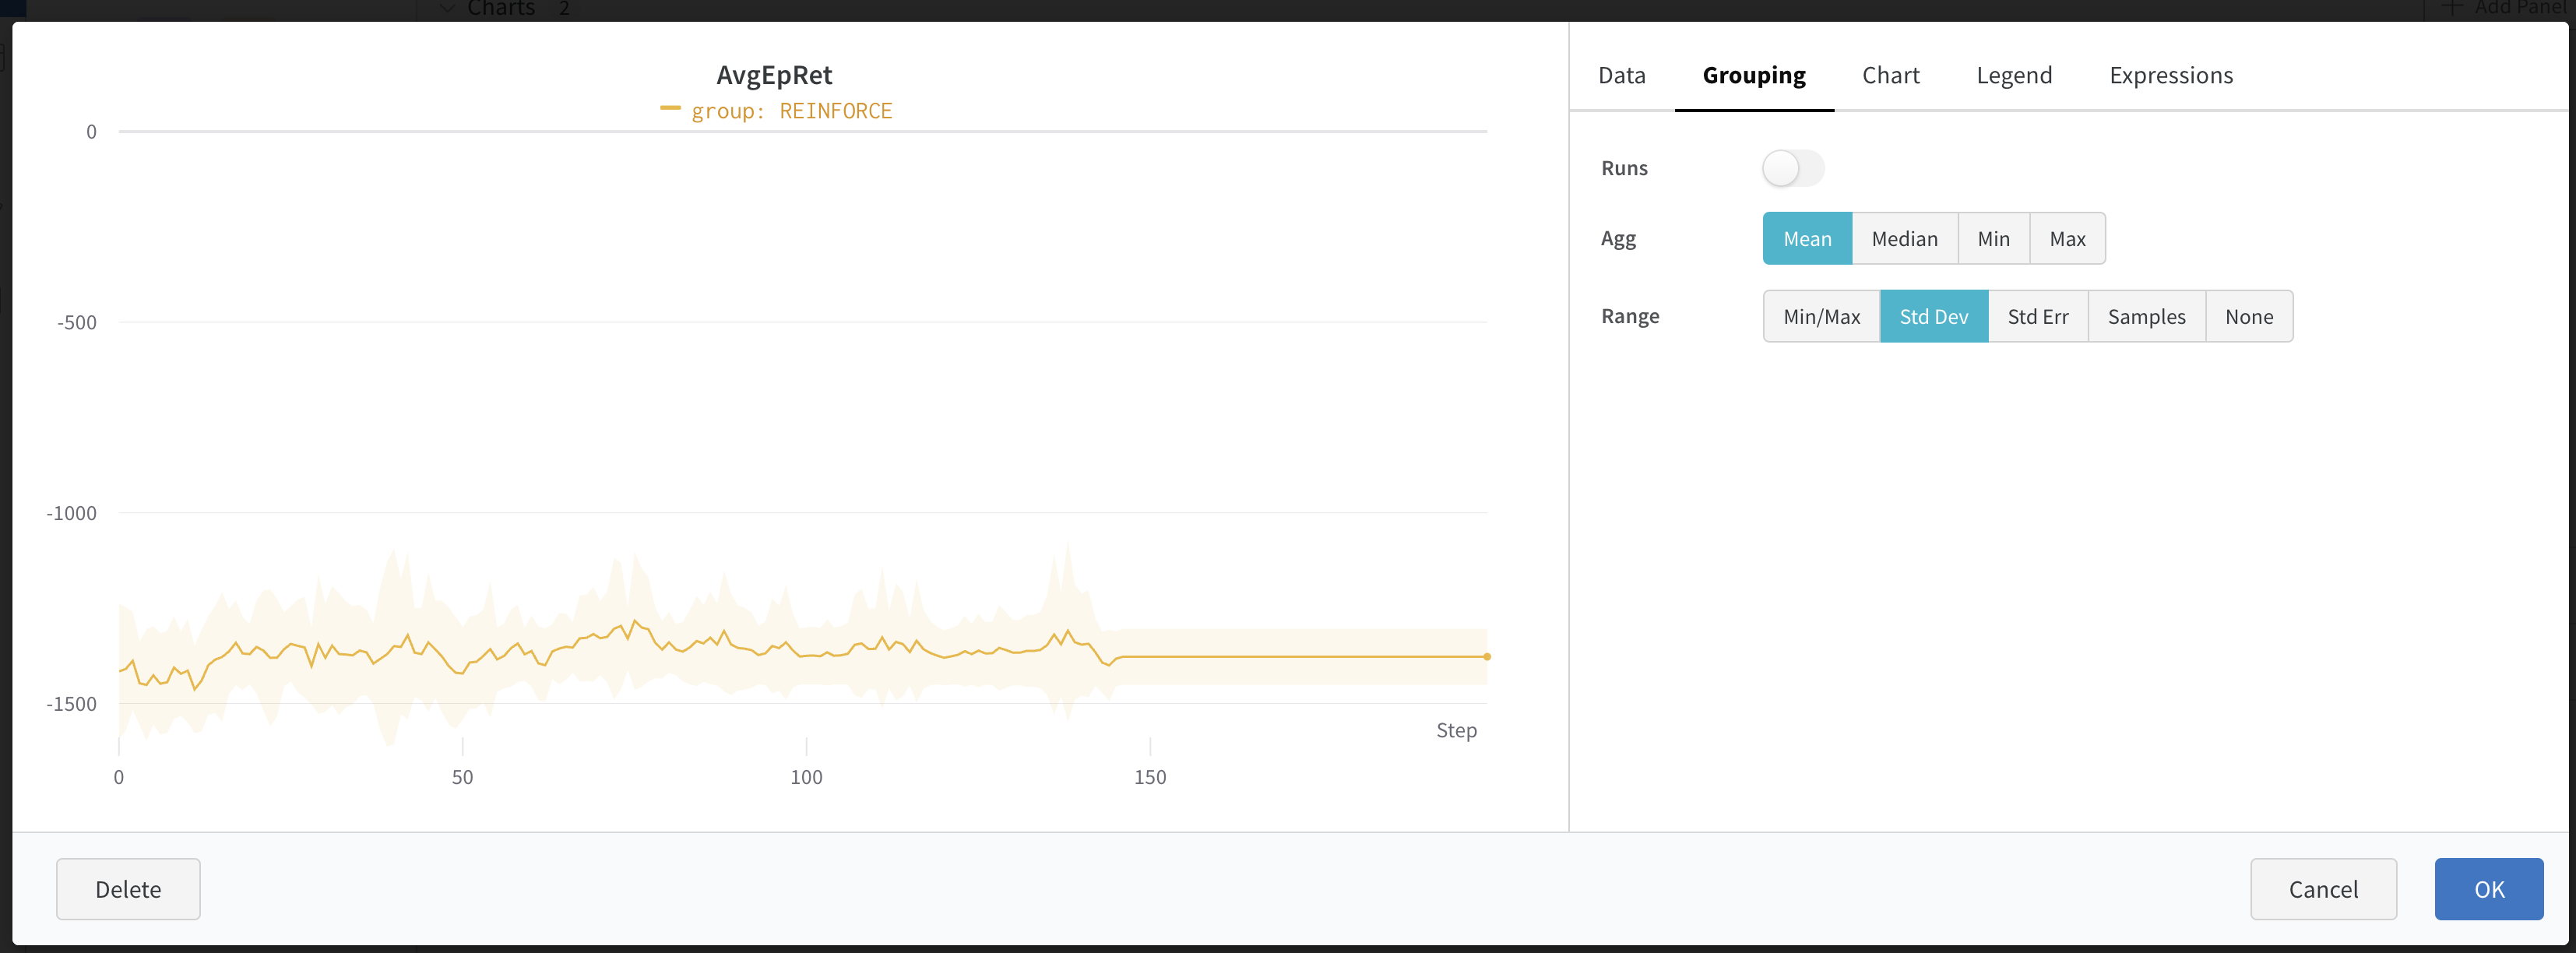 Charts 2
Add Panel
AvgEpRet
group: REINFORCE
0
-500
-1000
-1500
Step
0 50 100 150
Data Grouping Chart Legend Expressions
Runs
Agg Mean Median Min Max
Range Min/Max Std Dev Std Err Samples None
Delete Cancel OK